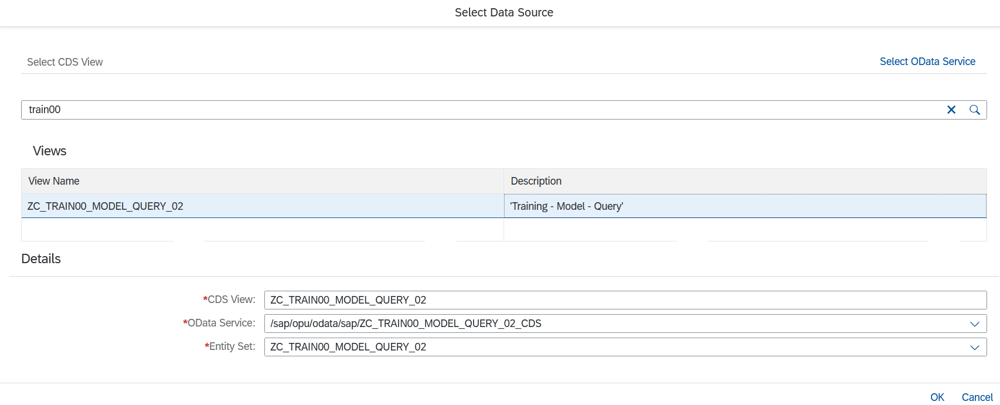 Select Data Source
Select CDS View
Select OData Service
train00
Views
View Name Description
ZC_TRAIN00_MODEL_QUERY_02 'Training - Model - Query'
Details
*CDS View: ZC_TRAIN00_MODEL_QUERY_02
*OData Service: /sap/opu/odata/sap/ZC_TRAIN00_MODEL_QUERY_02_CDS
*Entity Set: ZC_TRAIN00_MODEL_QUERY_02
OK Cancel